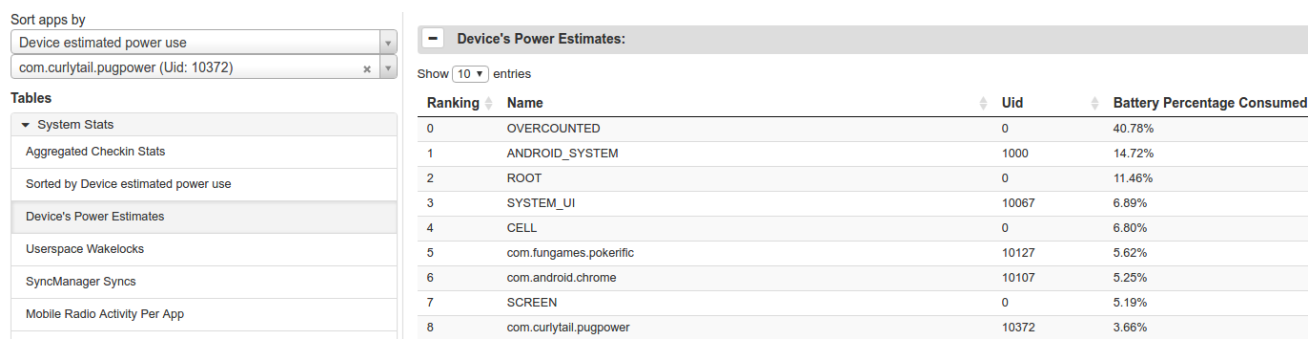 Sort apps by
Device estimated power use
com.curlytail.pugpower (Uid: 10372)
Tables
System Stats
Aggregated Checkin Stats
Sorted by Device estimated power use
Device's Power Estimates
Userspace Wakelocks
SyncManager Syncs
Mobile Radio Activity Per App
Device's Power Estimates:
Show 10 entries
Ranking Name Uid Battery Percentage Consumed
0 OVERCOUNTED 0 40.78%
1 ANDROID_SYSTEM 1000 14.72%
2 ROOT 0 11.46%
3 SYSTEM_UI 10067 6.89%
4 CELL 0 6.80%
5 com.fungames.pokerific 10127 5.62%
6 com.android.chrome 10107 5.25%
7 SCREEN 0 5.19%
8 com.curlytail.pugpower 10372 3.66%